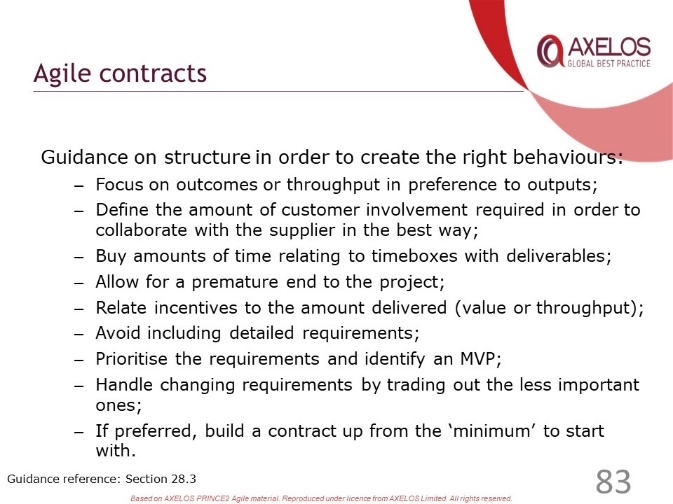 AXELOS
GLOBAL BEST PRACTICE
Agile contracts
Guidance on structure in order to create the right behaviours:
– Focus on outcomes or throughput in preference to outputs;
– Define the amount of customer involvement required in order to
collaborate with the supplier in the best way;
– Buy amounts of time relating to timeboxes with deliverables;
– Allow for a premature end to the project;
– Relate incentives to the amount delivered (value or throughput);
– Avoid including detailed requirements;
– Prioritise the requirements and identify an MVP;
– Handle changing requirements by trading out the less important
ones;
– If preferred, build a contract up from the ‘minimum’ to start
with.
Guidance reference: Section 28.3
83
Based on AXELOS PRINCE2 Agile material. Reproduced under licence from AXELOS Limited. All rights reserved.